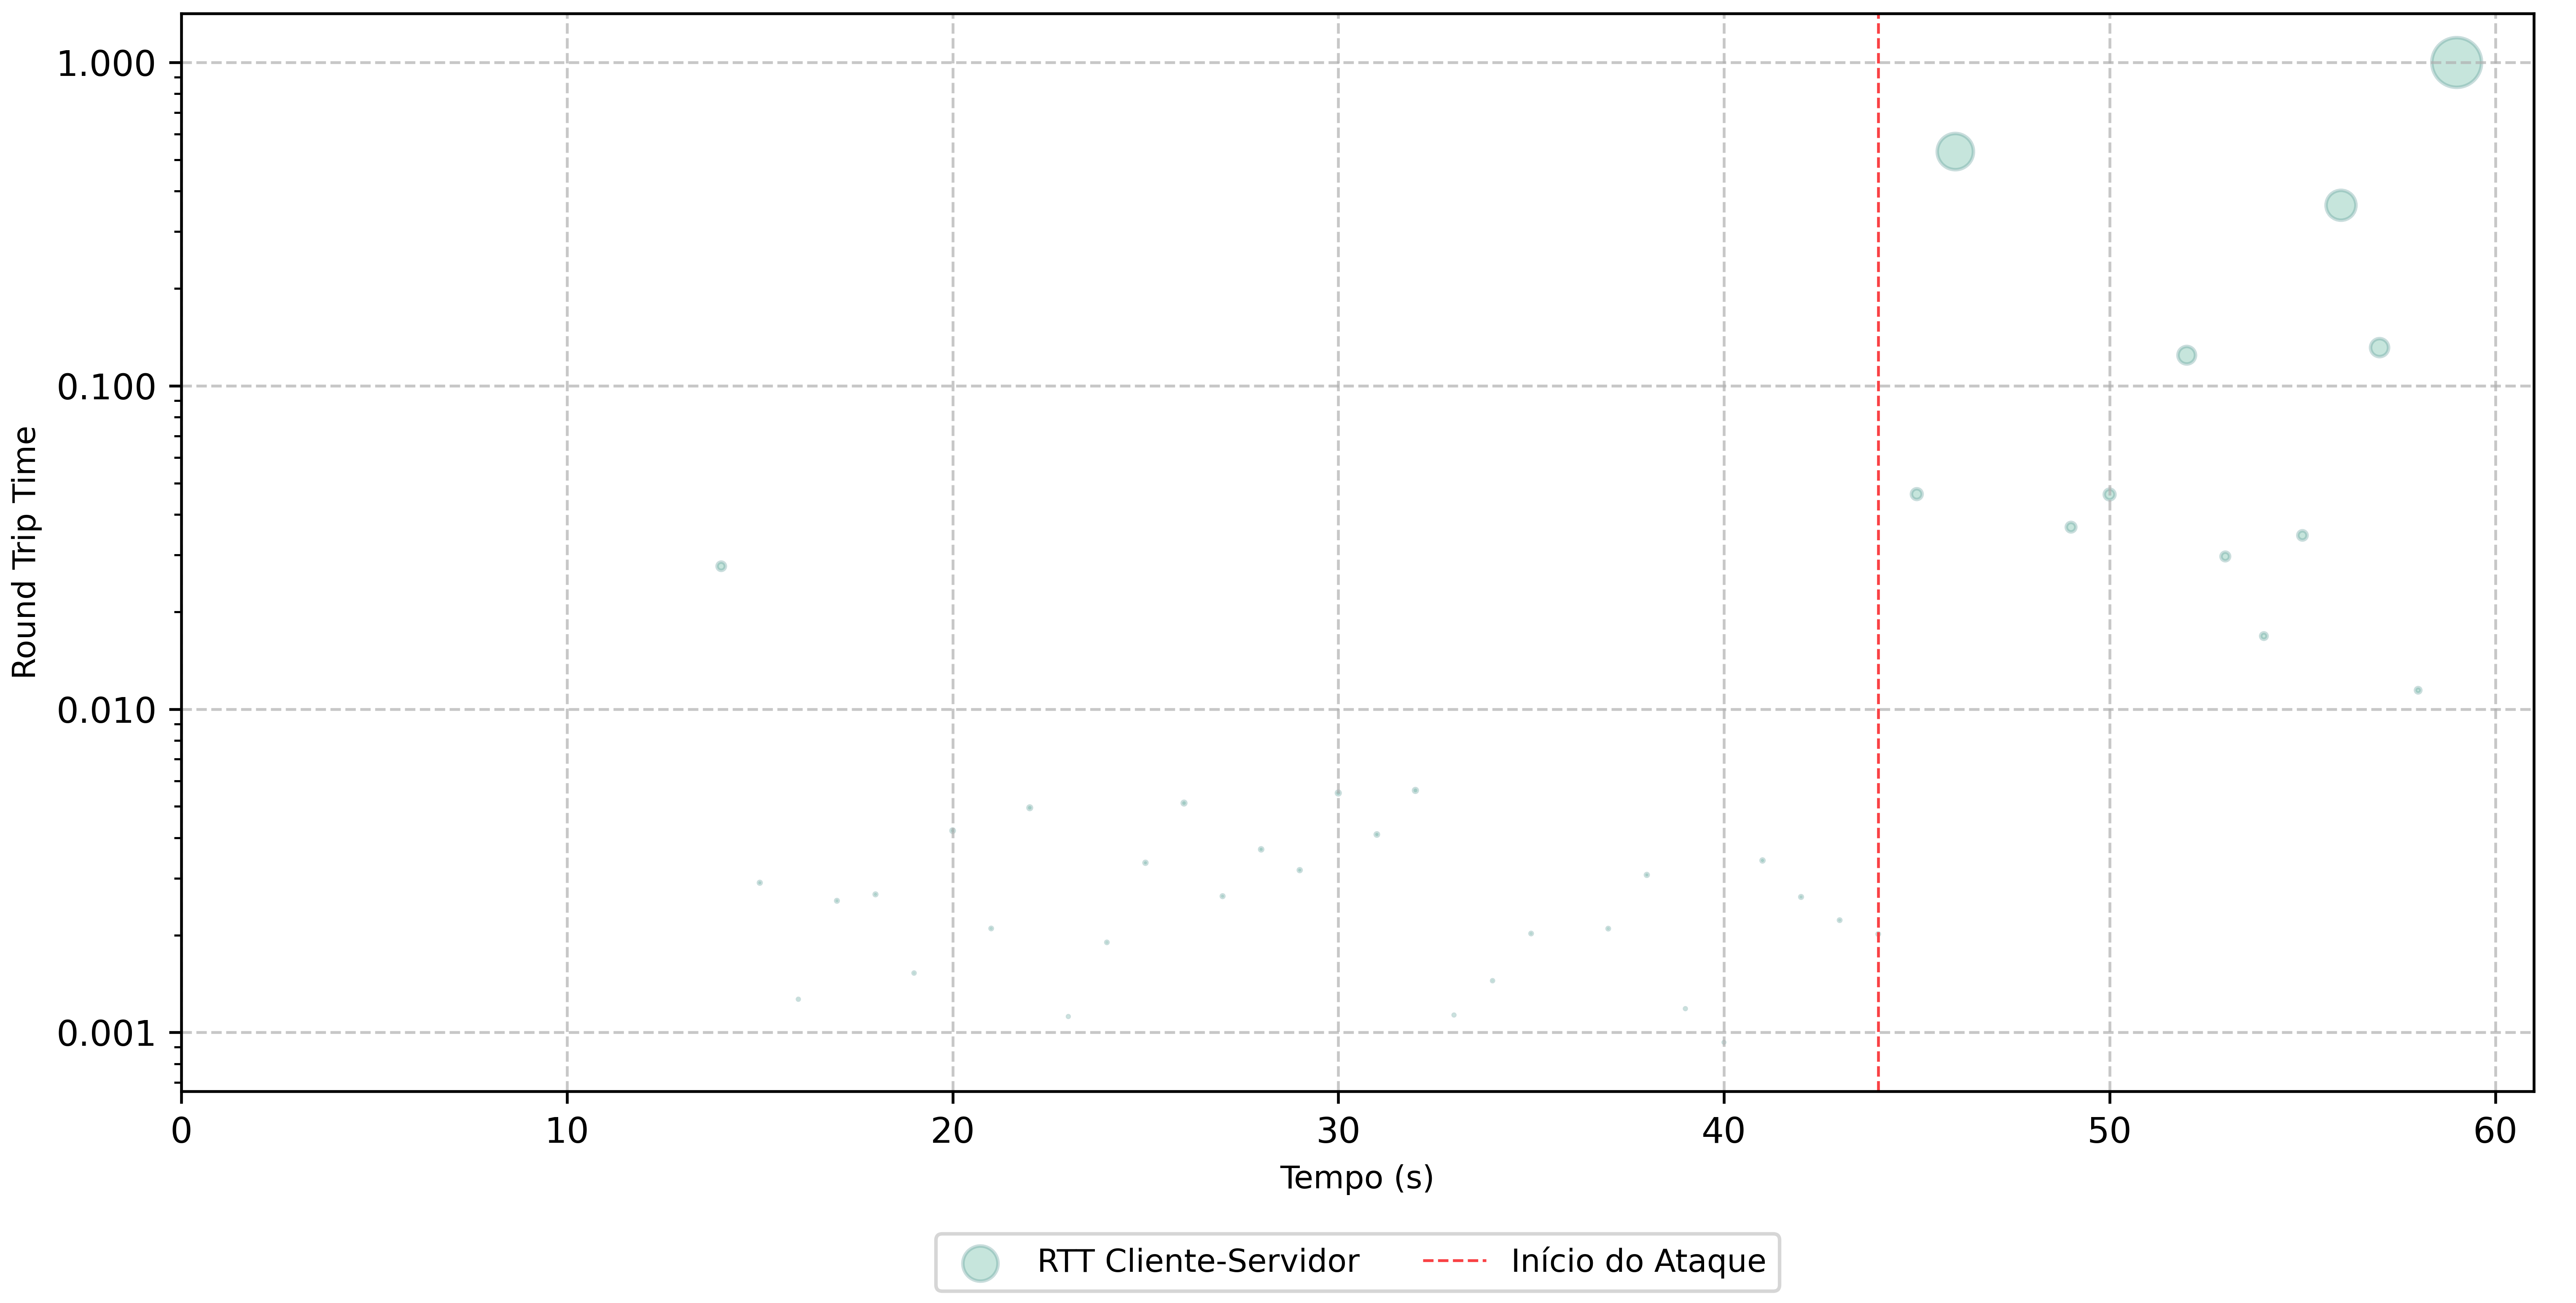 1.000
0.100
0.010
0.001
Round Trip Time
0 10 20 30 40 50 60
Tempo (s)
RTT Cliente-Servidor Início do Ataque